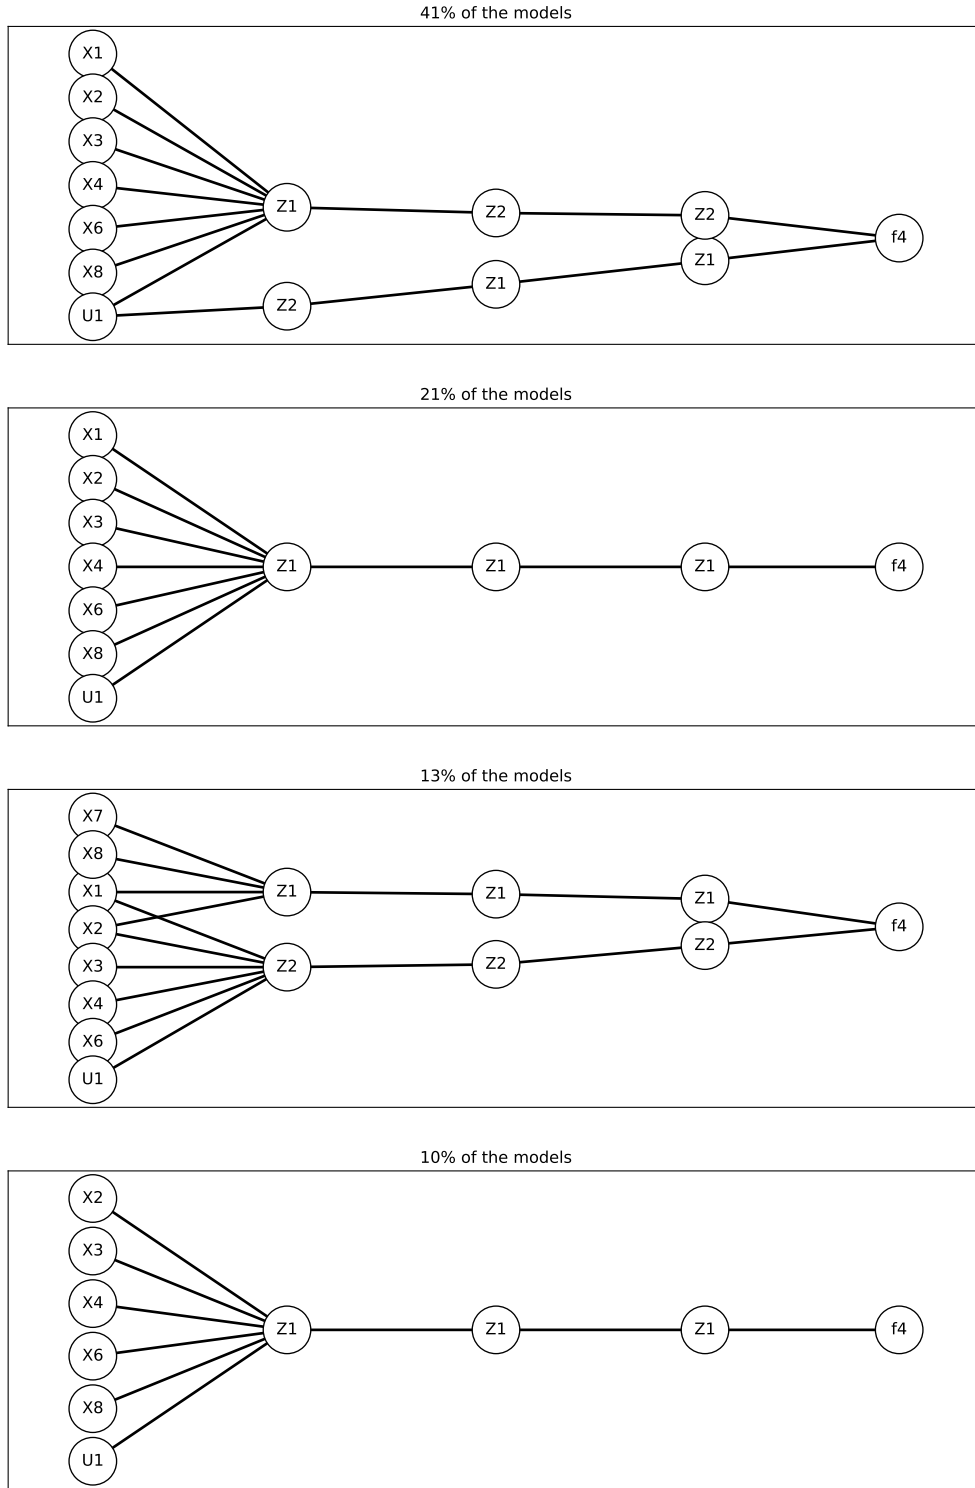 41% of the models
X1
X2
X3
X4
X6
X8
U1
Z1
Z2
Z2
Z1
Z2
Z1
f4
21% of the models
X1
X2
X3
X4
X6
X8
U1
Z1
Z1
Z1
f4
13% of the models
X7
X8
X1
X2
X3
X4
X6
U1
Z1
Z2
Z1
Z2
Z1
Z2
f4
10% of the models
X2
X3
X4
X6
X8
U1
Z1
Z1
Z1
f4